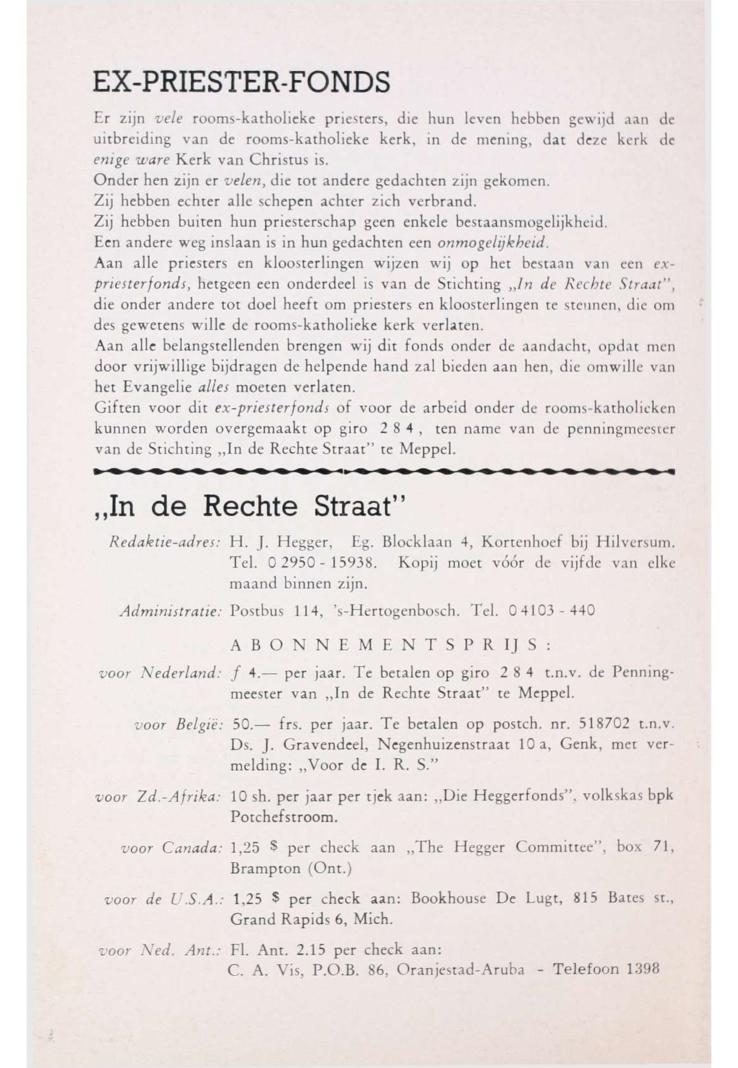 EX-PRIESTER-FONDS
Er zijn vele rooms-katholieke priesters, die hun leven hebben gewijd aan de
uitbreiding van de rooms-katholieke kerk, in de mening, dat deze kerk de
enige ware Kerk van Christus is.
Onder hen zijn er velen, die tot andere gedachten zijn gekomen.
Zij hebben echter alle schepen achter zich verbrand.
Zij hebben buiten hun priesterschap geen enkele bestaansmogelijkheid.
Een andere weg inslaan is in hun gedachten een onmogelijkheid.
Aan alle priesters en kloosterlingen wijzen wij op het bestaan van een ex-
priesterfonds, hetgeen een onderdeel is van de Stichting „In de Rechte Straat”,
die onder andere tot doel heeft om priesters en kloosterlingen te steunen, die om
des gewetens wille de rooms-katholieke kerk verlaten.
Aan alle belangstellenden brengen wij dit fonds onder de aandacht, opdat men
door vrijwillige bijdragen de helpende hand zal bieden aan hen, die omwille van
het Evangelie alles moeten verlaten.
Giften voor dit ex-priesterfonds of voor de arbeid onder de rooms-katholieken
kunnen worden overgemaakt op giro 2 8 4 , ten name van de penningmeester
van de Stichting „In de Rechte Straat” te Meppel.
„In de Rechte Straat”
Redaktie-adres: H. J. Hegger, Eg. Blocklaan 4, Kortenhoef bij Hilversum.
Tel. 0 2950 - 15938. Kopij moet vóór de vijfde van elke
maand binnen zijn.
Administratie: Postbus 114, 's-Hertogenbosch. Tel. 0 4103 - 440
A B O N N E M E N T S P R IJ S :
voor Nederland: f 4.— per jaar. Te betalen op giro 2 8 4 t.n.v. de Penning-
meester van „In de Rechte Straat” te Meppel.
voor België: 50.— frs. per jaar. Te betalen op postch. nr. 518702 t.n.v.
Ds. J. Gravendeel, Negenhuizenstraat 10 a, Genk, met ver-
melding: „Voor de I. R. S.”
voor Zd.-Afrika: 10 sh. per jaar per tjek aan: „Die Heggerfonds”, volkskas bpk
Potchefstroom.
voor Canada: 1,25 $ per check aan „The Hegger Committee”, box 71,
Brampton (Ont.)
voor de U.S.A.: 1,25 $ per check aan: Bookhouse De Lugt, 815 Bates st.,
Grand Rapids 6, Mich.
voor Ned. Ant.: Fl. Ant. 2.15 per check aan:
C. A. Vis, P.O.B. 86, Oranjestad-Aruba - Telefoon 1398